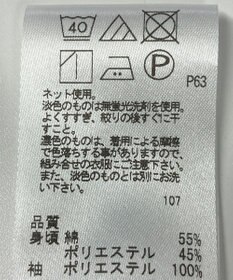 40
P
P63
ネット使用。
淡色のものは無蛍光洗剤を使用。
よくすすぎ、絞りの後すぐに干
すこと。
濃色のものは、着用による摩擦
で色落ちする事がありますので、
組み合せの衣服にご注意下さい。
また、淡色のものとは別にお洗
い下さい。
107
品質
身頃 綿 55%
ポリエステル 45%
袖 ポリエステル 100%